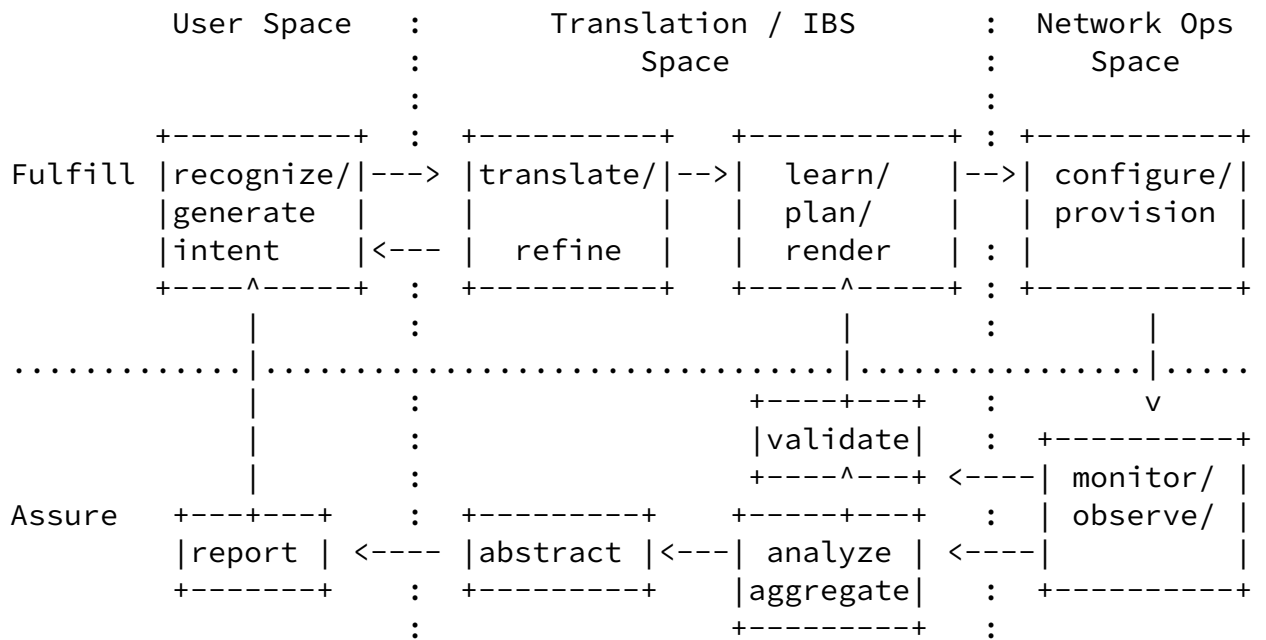 User Space   :       Translation / IBS       :  Network Ops
                       :            Space              :     Space
                       :                               :
         +----------+  :  +----------+   +-----------+ : +-----------+
Fulfill |recognize/|---> |translate/|-->|  learn/   |-->| configure/|
        |generate  |     |          |   |  plan/    |   | provision |
        |intent    |<--- |  refine  |   |  render   | : |           |
        +----^-----+  :  +----------+   +-----^-----+ : +-----------+
             |        :                       |       :       |
.............|................................|................|.....
             |        :                  +----+---+   :       v
             |        :                  |validate|   :  +----------+
             |        :                  +----^---+ <----| monitor/ |
Assure   +---+---+    :  +---------+    +-----+---+   :  | observe/ |
         |report | <---- |abstract |<---| analyze | <----|          |
         +-------+    :  +---------+    |aggregate|   :  +----------+
                      :                 +---------+   :